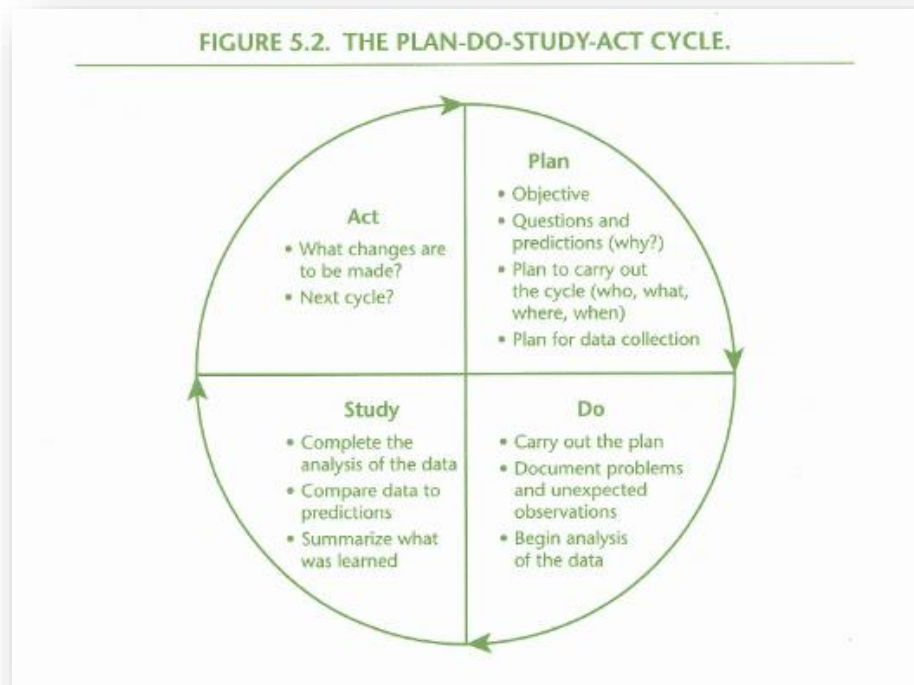 FIGURE 5.2. THE PLAN-DO-STUDY-ACT CYCLE.
Plan
• Objective
• Questions and
predictions (why?)
• Plan to carry out
the cycle (who, what,
where, when)
• Plan for data collection
Do
• Carry out the plan
• Document problems
and unexpected
observations
• Begin analysis
of the data
Study
• Complete the
analysis of the data
• Compare data to
predictions
• Summarize what
was learned
Act
• What changes are
to be made?
• Next cycle?